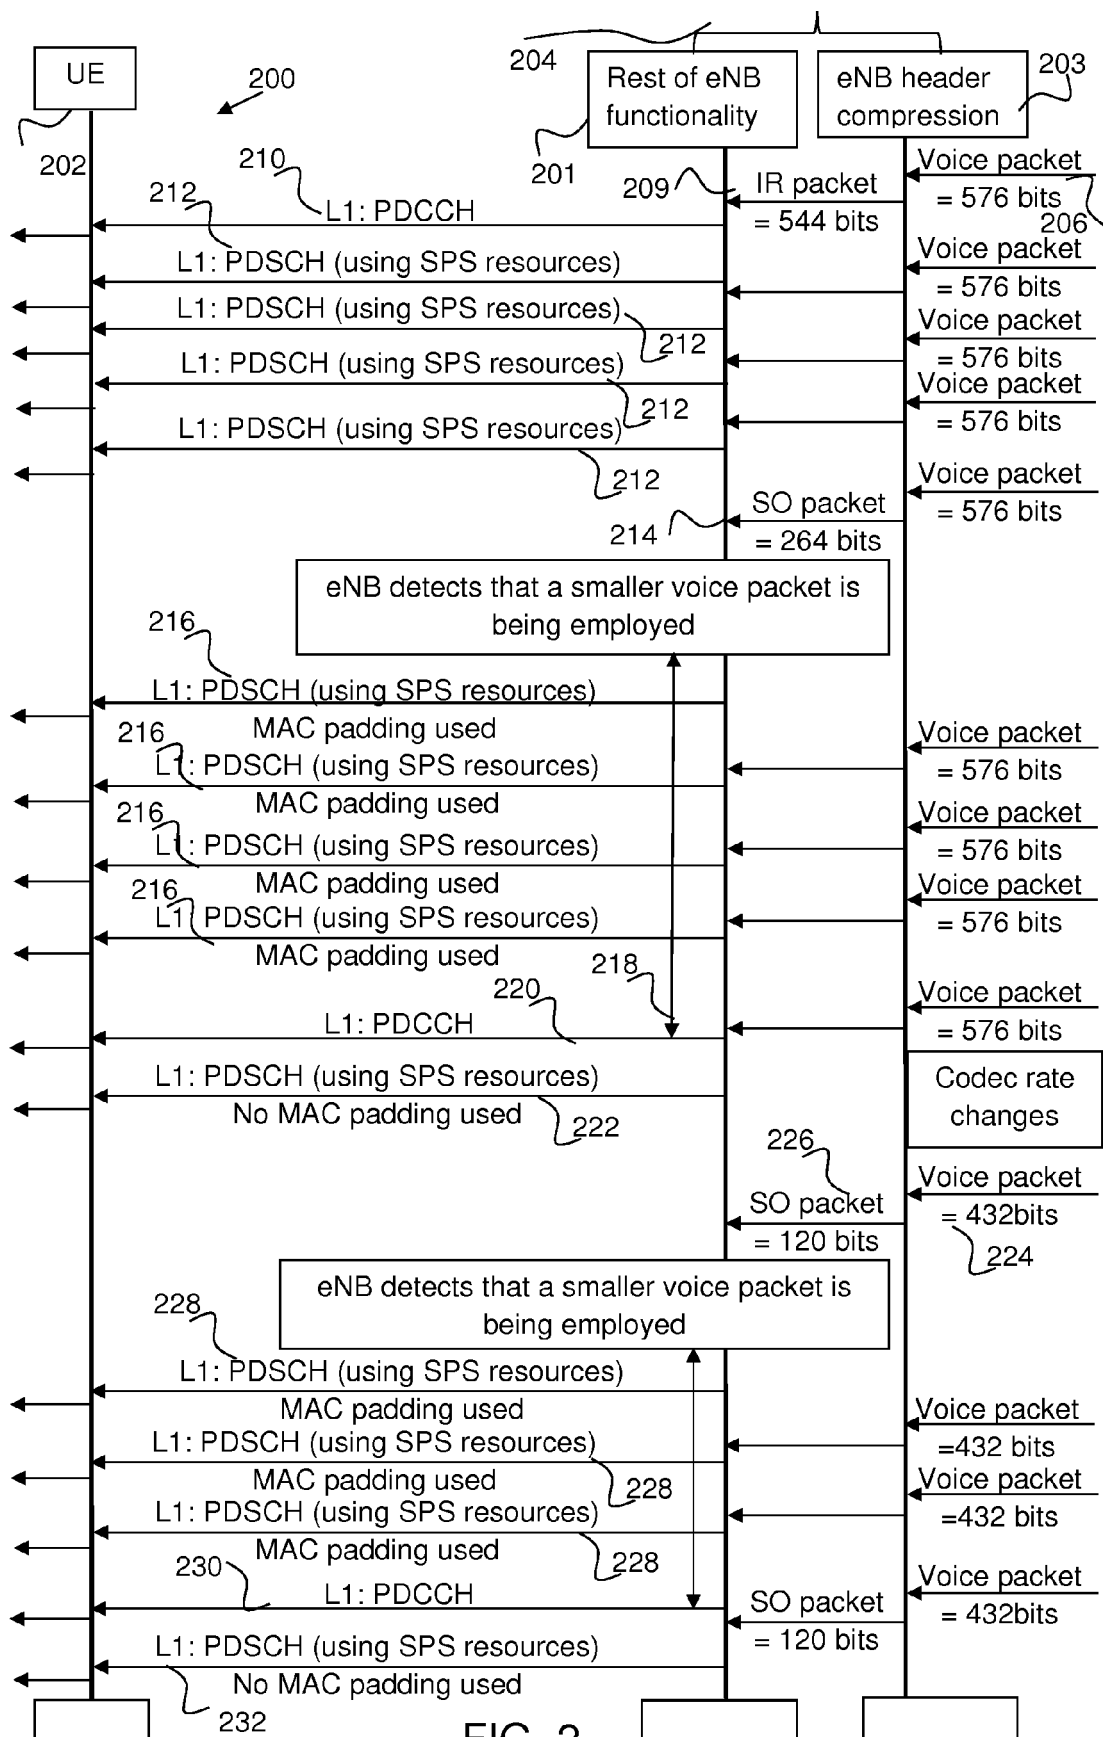 204
UE
200
Rest of eNB
functionality
eNB header
compression
203
202
210
201
209
IR packet
= 544 bits
Voice packet
= 576 bits
206
212
L1: PDCCH
L1: PDSCH (using SPS resources)
Voice packet
= 576 bits
L1: PDSCH (using SPS resources)
212
Voice packet
= 576 bits
L1: PDSCH (using SPS resources)
212
Voice packet
= 576 bits
L1: PDSCH (using SPS resources)
212
Voice packet
= 576 bits
214
SO packet
= 264 bits
eNB detects that a smaller voice packet is
being employed
216
L1: PDSCH (using SPS resources)
MAC padding used
Voice packet
= 576 bits
216
L1: PDSCH (using SPS resources)
MAC padding used
Voice packet
= 576 bits
216
L1: PDSCH (using SPS resources)
MAC padding used
Voice packet
= 576 bits
216
L1: PDSCH (using SPS resources)
MAC padding used
218
220
L1: PDCCH
Voice packet
= 576 bits
L1: PDSCH (using SPS resources)
No MAC padding used
222
Codec rate
changes
226
Voice packet
= 432bits
224
SO packet
= 120 bits
eNB detects that a smaller voice packet is
being employed
228
L1: PDSCH (using SPS resources)
MAC padding used
Voice packet
=432 bits
L1: PDSCH (using SPS resources)
MAC padding used
228
Voice packet
=432 bits
L1: PDSCH (using SPS resources)
MAC padding used
228
230
L1: PDCCH
Voice packet
= 432bits
SO packet
= 120 bits
L1: PDSCH (using SPS resources)
No MAC padding used
232
FIG. 2